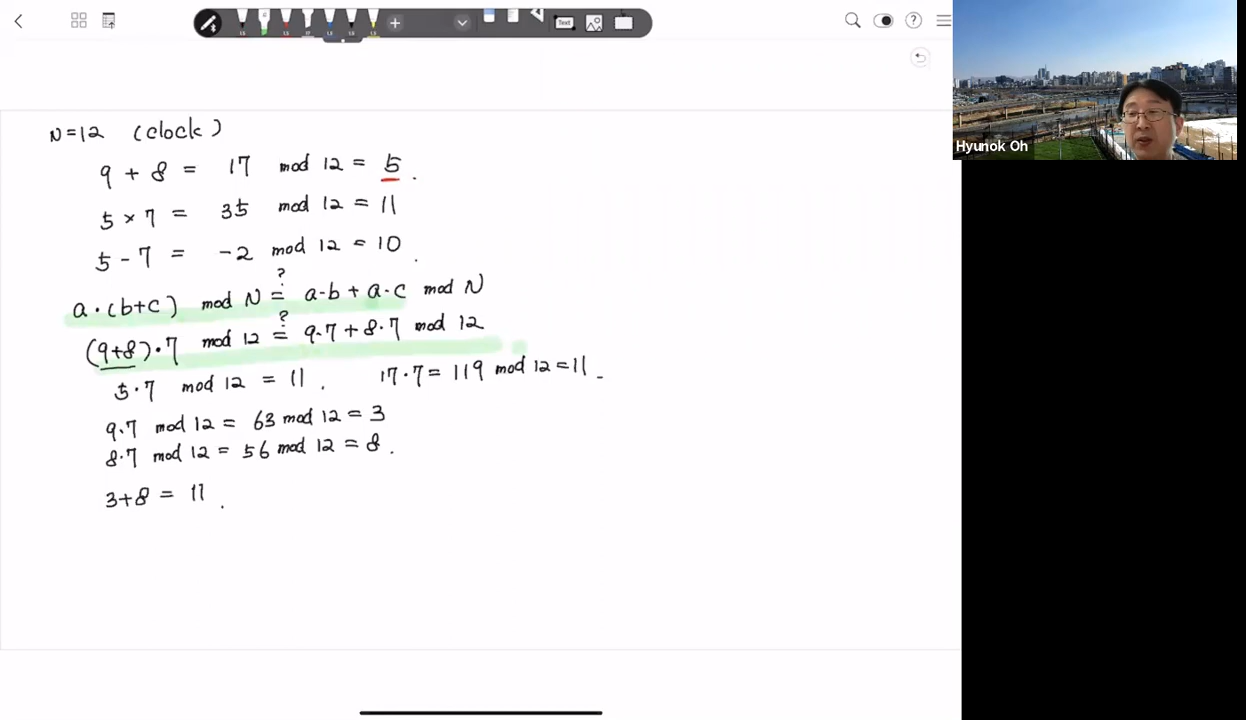 Text
Hyunok Oh
N=12 (clock)
9 + 8 = 17 mod 12 = 5.
5 × 7 = 35 mod 12 = 11
5 - 7 = -2 mod 12 = 10.
a·(b+c) mod N ?= a·b + a·c mod N
(9+8)·7 mod 12 ?= 9·7 + 8·7 mod 12
5·7 mod 12 = 11. 17·7 = 119 mod 12 = 11.
9·7 mod 12 = 63 mod 12 = 3
8·7 mod 12 = 56 mod 12 = 8.
3+8 = 11.